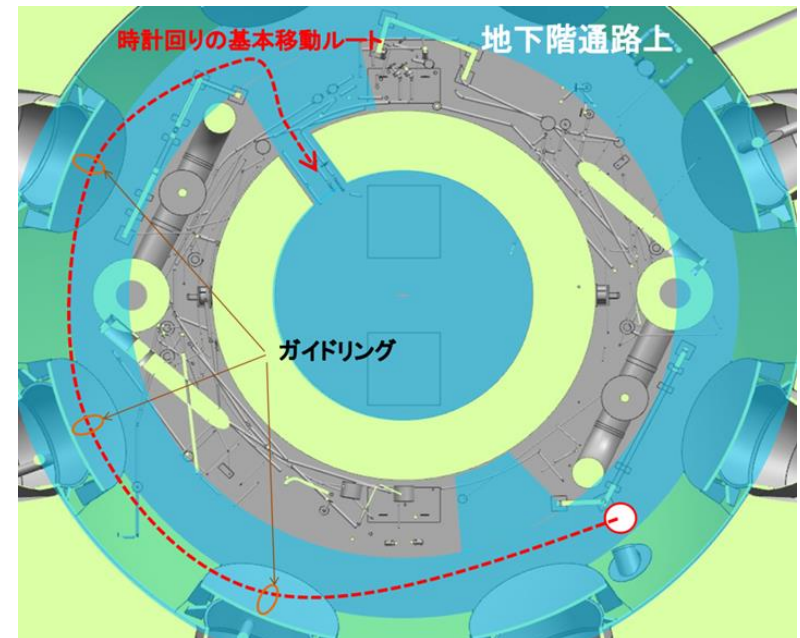 時計回りの基本移動ルート
地下階通路上
ガイドリング